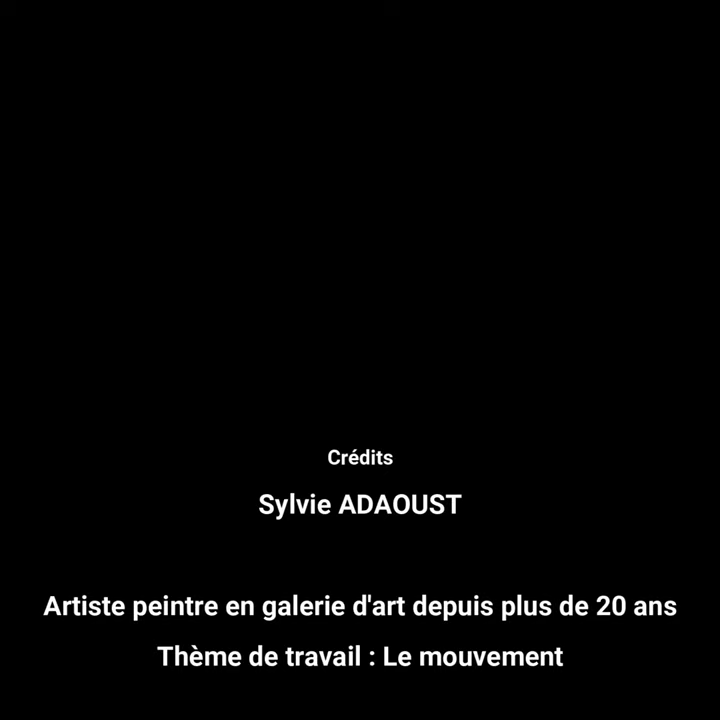 Crédits
Sylvie ADAOUST
Artiste peintre en galerie d'art depuis plus de 20 ans
Thème de travail : Le mouvement